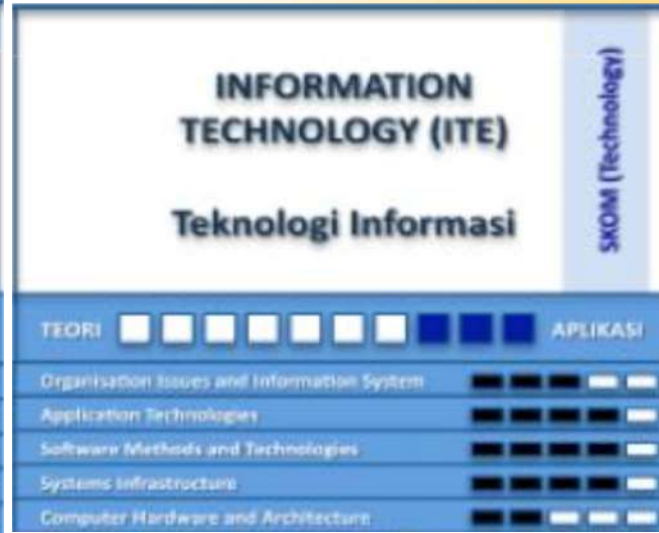 INFORMATION
TECHNOLOGY (ITE)
Teknologi Informasi
SKOM (Technology)
TEORI APLIKASI
Organisation Issues and Information System
Application Technologies
Software Methods and Technologies
Systems Infrastructure
Computer Hardware and Architecture